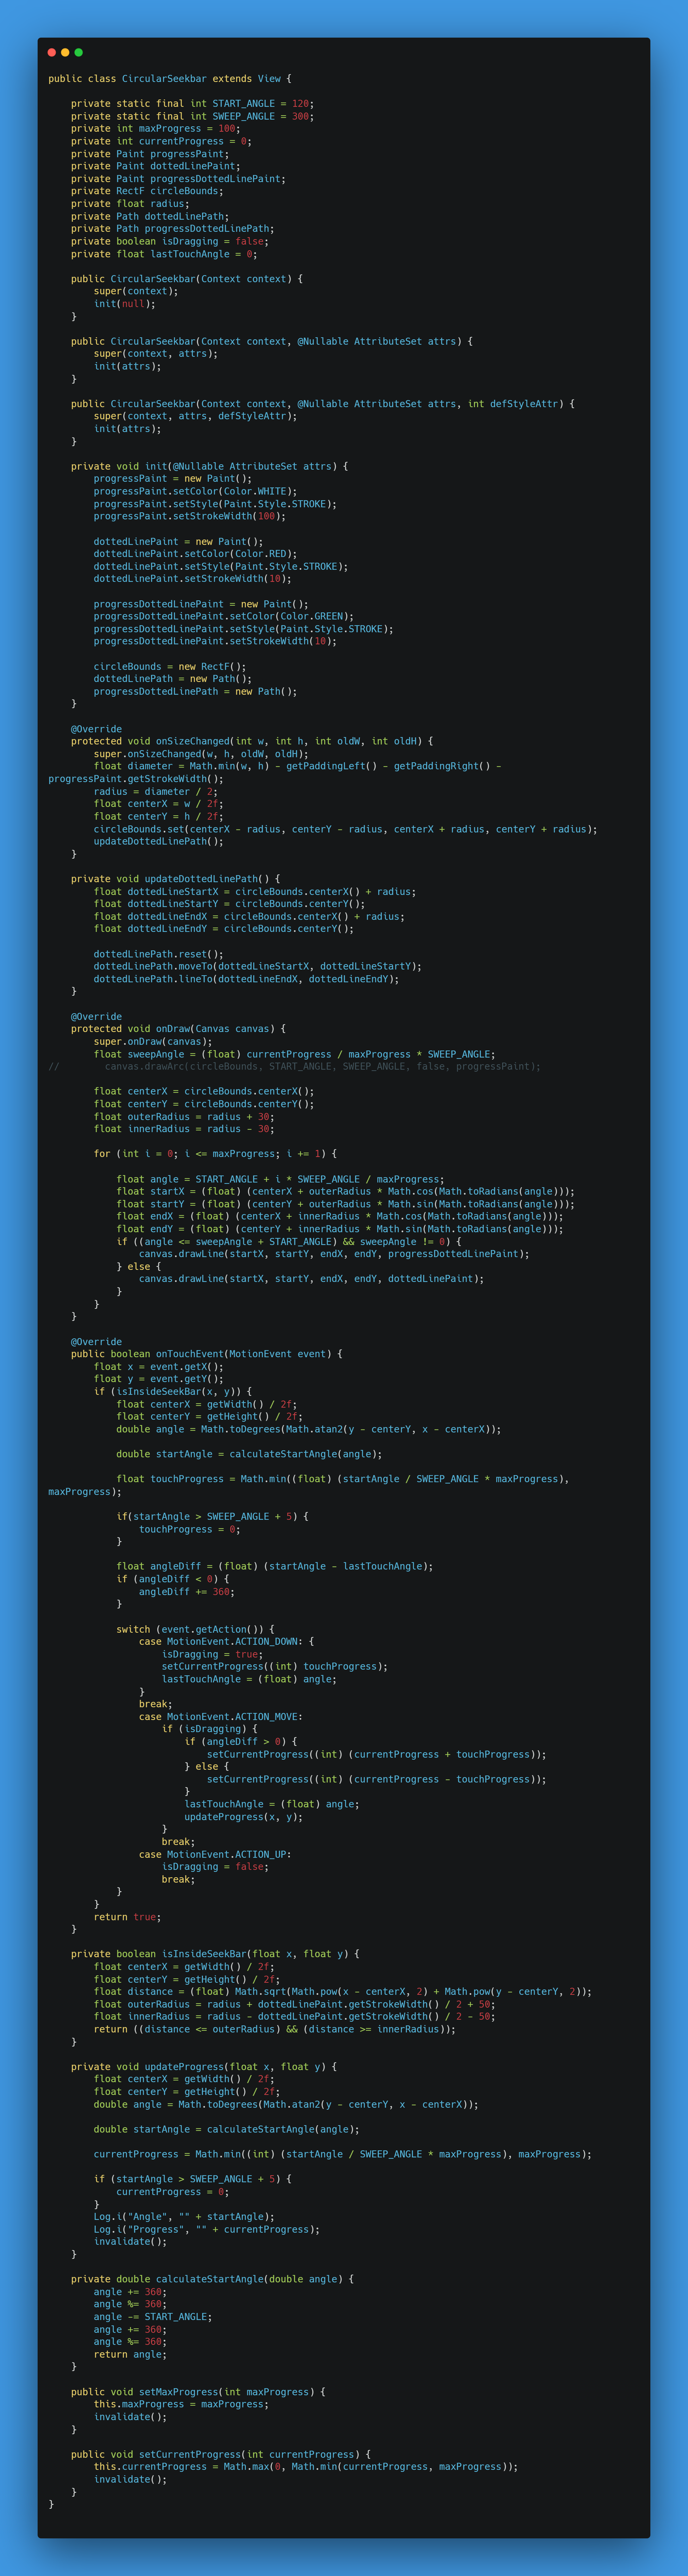 public class CircularSeekbar extends View {

    private static final int START_ANGLE = 120;
    private static final int SWEEP_ANGLE = 300;
    private int maxProgress = 100;
    private int currentProgress = 0;
    private Paint progressPaint;
    private Paint dottedLinePaint;
    private Paint progressDottedLinePaint;
    private RectF circleBounds;
    private float radius;
    private Path dottedLinePath;
    private Path progressDottedLinePath;
    private boolean isDragging = false;
    private float lastTouchAngle = 0;

    public CircularSeekbar(Context context) {
        super(context);
        init(null);
    }

    public CircularSeekbar(Context context, @Nullable AttributeSet attrs) {
        super(context, attrs);
        init(attrs);
    }

    public CircularSeekbar(Context context, @Nullable AttributeSet attrs, int defStyleAttr) {
        super(context, attrs, defStyleAttr);
        init(attrs);
    }

    private void init(@Nullable AttributeSet attrs) {
        progressPaint = new Paint();
        progressPaint.setColor(Color.WHITE);
        progressPaint.setStyle(Paint.Style.STROKE);
        progressPaint.setStrokeWidth(100);

        dottedLinePaint = new Paint();
        dottedLinePaint.setColor(Color.RED);
        dottedLinePaint.setStyle(Paint.Style.STROKE);
        dottedLinePaint.setStrokeWidth(10);

        progressDottedLinePaint = new Paint();
        progressDottedLinePaint.setColor(Color.GREEN);
        progressDottedLinePaint.setStyle(Paint.Style.STROKE);
        progressDottedLinePaint.setStrokeWidth(10);

        circleBounds = new RectF();
        dottedLinePath = new Path();
        progressDottedLinePath = new Path();
    }

    @Override
    protected void onSizeChanged(int w, int h, int oldW, int oldH) {
        super.onSizeChanged(w, h, oldW, oldH);
        float diameter = Math.min(w, h) - getPaddingLeft() - getPaddingRight() -
progressPaint.getStrokeWidth();
        radius = diameter / 2;
        float centerX = w / 2f;
        float centerY = h / 2f;
        circleBounds.set(centerX - radius, centerY - radius, centerX + radius, centerY + radius);
        updateDottedLinePath();
    }

    private void updateDottedLinePath() {
        float dottedLineStartX = circleBounds.centerX() + radius;
        float dottedLineStartY = circleBounds.centerY();
        float dottedLineEndX = circleBounds.centerX() + radius;
        float dottedLineEndY = circleBounds.centerY();

        dottedLinePath.reset();
        dottedLinePath.moveTo(dottedLineStartX, dottedLineStartY);
        dottedLinePath.lineTo(dottedLineEndX, dottedLineEndY);
    }

    @Override
    protected void onDraw(Canvas canvas) {
        super.onDraw(canvas);
        float sweepAngle = (float) currentProgress / maxProgress * SWEEP_ANGLE;
//        canvas.drawArc(circleBounds, START_ANGLE, SWEEP_ANGLE, false, progressPaint);

        float centerX = circleBounds.centerX();
        float centerY = circleBounds.centerY();
        float outerRadius = radius + 30;
        float innerRadius = radius - 30;

        for (int i = 0; i <= maxProgress; i += 1) {

            float angle = START_ANGLE + i * SWEEP_ANGLE / maxProgress;
            float startX = (float) (centerX + outerRadius * Math.cos(Math.toRadians(angle)));
            float startY = (float) (centerY + outerRadius * Math.sin(Math.toRadians(angle)));
            float endX = (float) (centerX + innerRadius * Math.cos(Math.toRadians(angle)));
            float endY = (float) (centerY + innerRadius * Math.sin(Math.toRadians(angle)));
            if ((angle <= sweepAngle + START_ANGLE) && sweepAngle != 0) {
                canvas.drawLine(startX, startY, endX, endY, progressDottedLinePaint);
            } else {
                canvas.drawLine(startX, startY, endX, endY, dottedLinePaint);
            }
        }
    }

    @Override
    public boolean onTouchEvent(MotionEvent event) {
        float x = event.getX();
        float y = event.getY();
        if (isInsideSeekBar(x, y)) {
            float centerX = getWidth() / 2f;
            float centerY = getHeight() / 2f;
            double angle = Math.toDegrees(Math.atan2(y - centerY, x - centerX));

            double startAngle = calculateStartAngle(angle);

            float touchProgress = Math.min((float) (startAngle / SWEEP_ANGLE * maxProgress),
maxProgress);

            if(startAngle > SWEEP_ANGLE + 5) {
                touchProgress = 0;
            }

            float angleDiff = (float) (startAngle - lastTouchAngle);
            if (angleDiff < 0) {
                angleDiff += 360;
            }

            switch (event.getAction()) {
                case MotionEvent.ACTION_DOWN: {
                    isDragging = true;
                    setCurrentProgress((int) touchProgress);
                    lastTouchAngle = (float) angle;
                }
                break;
                case MotionEvent.ACTION_MOVE:
                    if (isDragging) {
                        if (angleDiff > 0) {
                            setCurrentProgress((int) (currentProgress + touchProgress));
                        } else {
                            setCurrentProgress((int) (currentProgress - touchProgress));
                        }
                        lastTouchAngle = (float) angle;
                        updateProgress(x, y);
                    }
                    break;
                case MotionEvent.ACTION_UP:
                    isDragging = false;
                    break;
            }
        }
        return true;
    }

    private boolean isInsideSeekBar(float x, float y) {
        float centerX = getWidth() / 2f;
        float centerY = getHeight() / 2f;
        float distance = (float) Math.sqrt(Math.pow(x - centerX, 2) + Math.pow(y - centerY, 2));
        float outerRadius = radius + dottedLinePaint.getStrokeWidth() / 2 + 50;
        float innerRadius = radius - dottedLinePaint.getStrokeWidth() / 2 - 50;
        return ((distance <= outerRadius) && (distance >= innerRadius));
    }

    private void updateProgress(float x, float y) {
        float centerX = getWidth() / 2f;
        float centerY = getHeight() / 2f;
        double angle = Math.toDegrees(Math.atan2(y - centerY, x - centerX));

        double startAngle = calculateStartAngle(angle);

        currentProgress = Math.min((int) (startAngle / SWEEP_ANGLE * maxProgress), maxProgress);

        if (startAngle > SWEEP_ANGLE + 5) {
            currentProgress = 0;
        }
        Log.i("Angle", "" + startAngle);
        Log.i("Progress", "" + currentProgress);
        invalidate();
    }

    private double calculateStartAngle(double angle) {
        angle += 360;
        angle %= 360;
        angle -= START_ANGLE;
        angle += 360;
        angle %= 360;
        return angle;
    }

    public void setMaxProgress(int maxProgress) {
        this.maxProgress = maxProgress;
        invalidate();
    }

    public void setCurrentProgress(int currentProgress) {
        this.currentProgress = Math.max(0, Math.min(currentProgress, maxProgress));
        invalidate();
    }
}